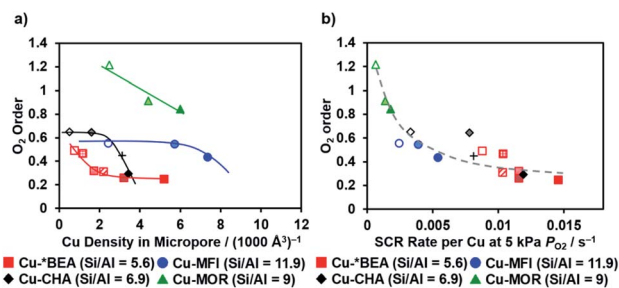 a)
1.4
1.2
1
0.8
0.6
0.4
0.2
0
O2 Order
0 3 6 9 12
Cu Density in Micropore / (1000 Å³)⁻¹
Cu-*BEA (Si/Al = 5.6) Cu-MFI (Si/Al = 11.9)
Cu-CHA (Si/Al = 6.9) Cu-MOR (Si/Al = 9)
b)
1.4
1.2
1
0.8
0.6
0.4
0.2
0
O2 order
0 0.005 0.01 0.015
SCR Rate per Cu at 5 kPa PO2 / s⁻¹
Cu-*BEA (Si/Al = 5.6) Cu-MFI (Si/Al = 11.9)
Cu-CHA (Si/Al = 6.9) Cu-MOR (Si/Al = 9)